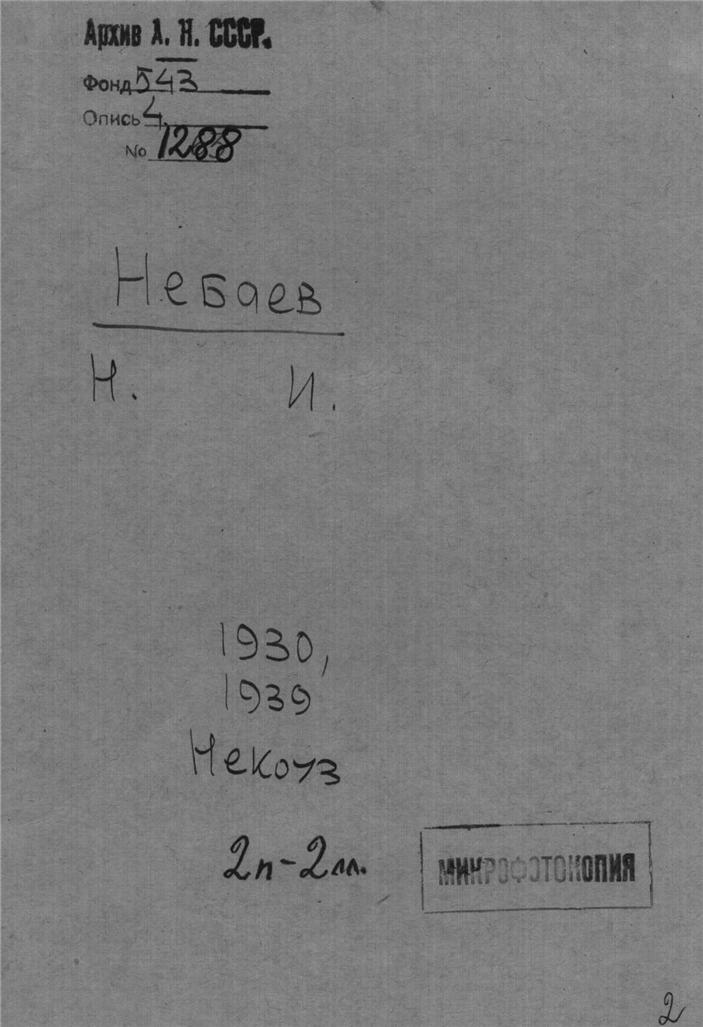 Архив А. Н. СССР.
Фонд 543
Опись 4
No 1288
Небаев
Н. И.
1930,
1939
Некоуз
2п-2лл.
МИКРОФОТОКОПИЯ
2